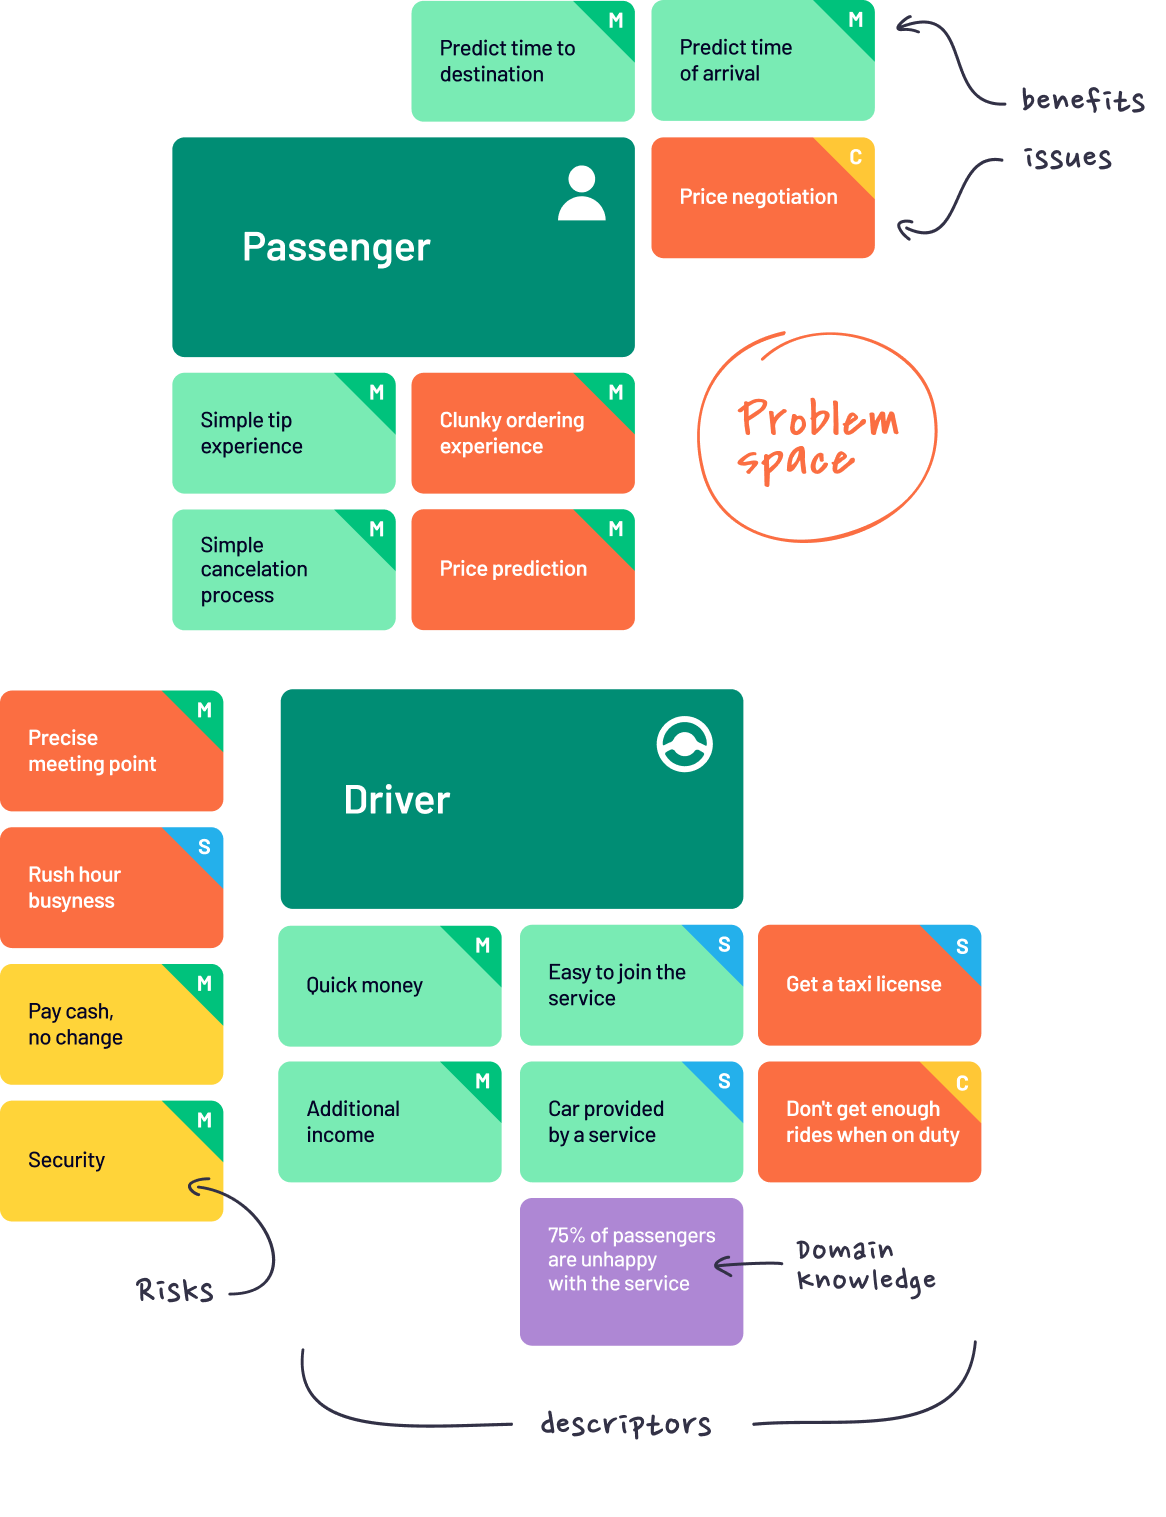 M
Predict time to
destination
M
Predict time
of arrival
benefits
issues
C
Price negotiation
Passenger
M
Simple tip
experience
M
Clunky ordering
experience
Problem
space
M
Simple
cancelation
process
M
Price prediction
M
Precise
meeting point
Driver
S
Rush hour
busyness
M
Pay cash,
no change
M
Security
M
Quick money
S
Easy to join the
service
S
Get a taxi license
M
Additional
income
S
Car provided
by a service
C
Don't get enough
rides when on duty
75% of passengers
are unhappy
with the service
Domain
knowledge
Risks
descriptors